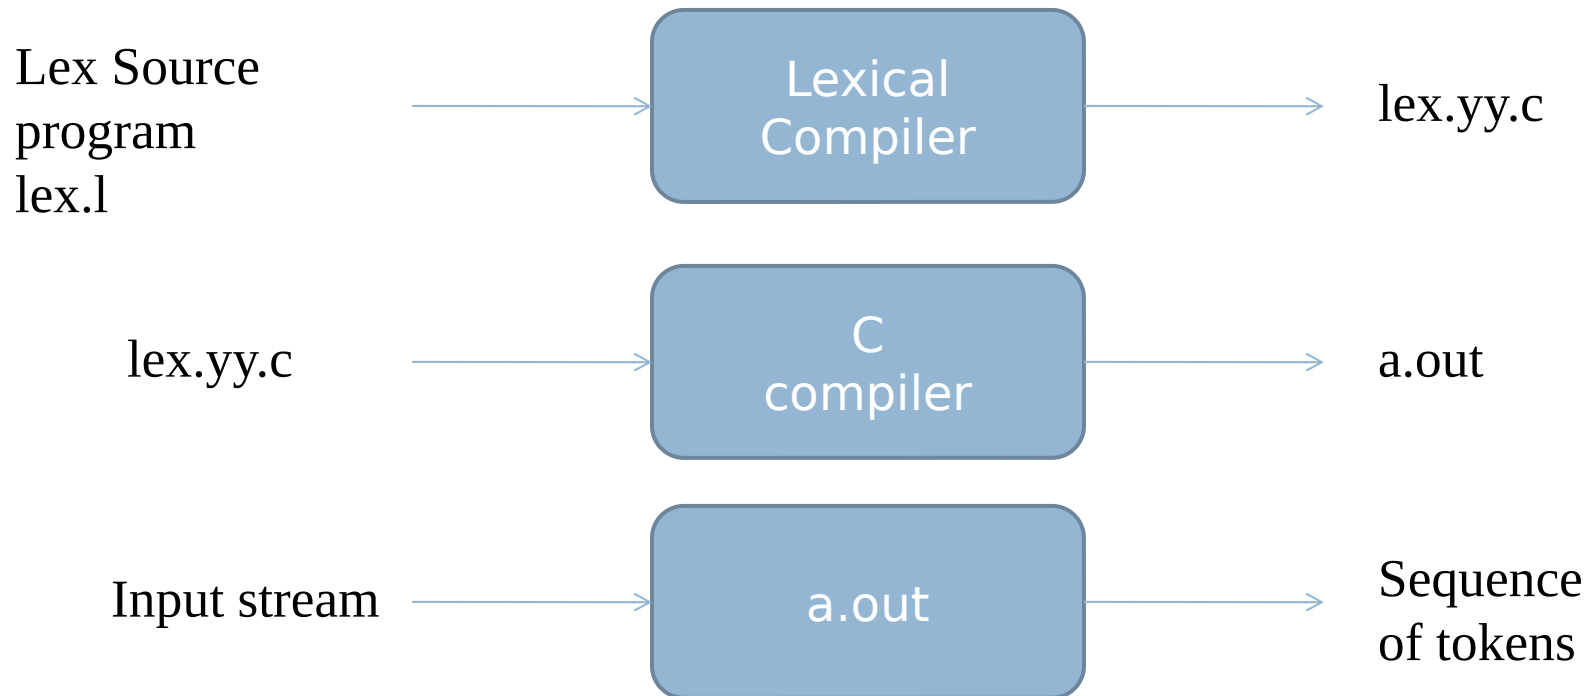 Lex Source
program
lex.l
Lexical
Compiler
lex.yy.c
lex.yy.c
C
compiler
a.out
Input stream
a.out
Sequence
of tokens